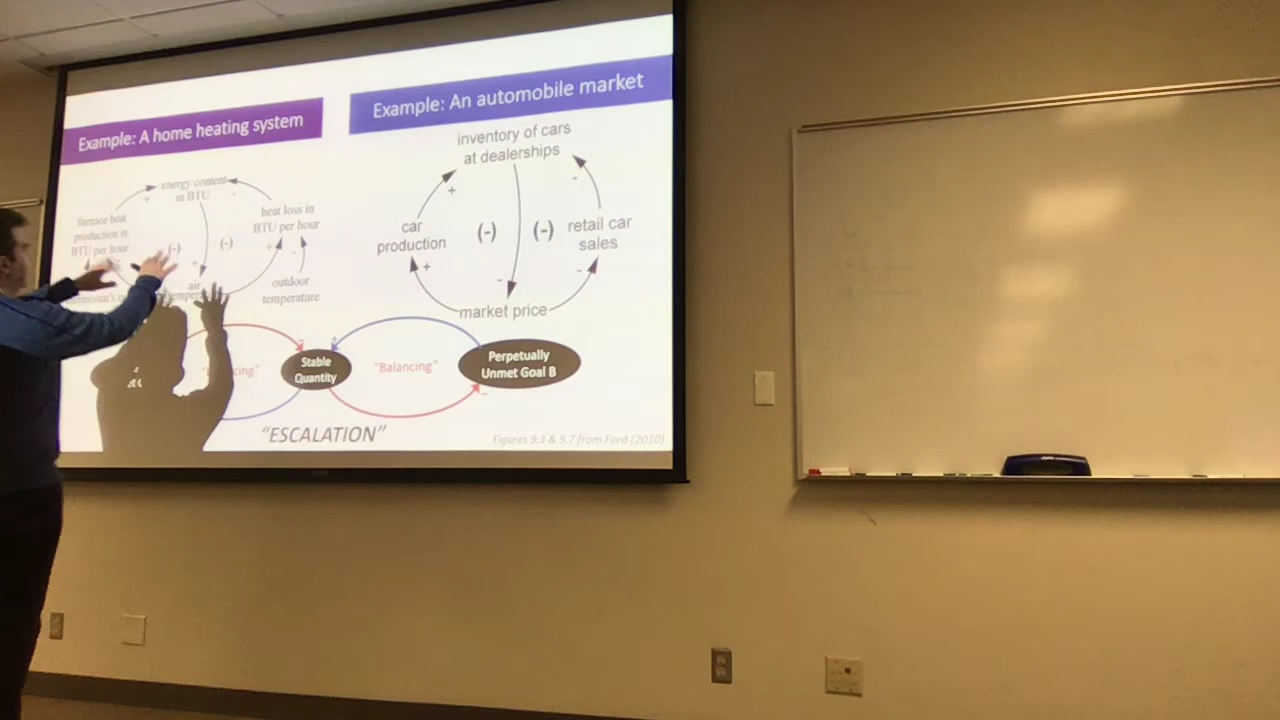 Example: A home heating system
Example: An automobile market
energy content
in BTU
+
-
furnace heat
production in
BTU per hour
heat loss in
BTU per hour
(-)
(-)
+
+
-
air
outdoor
temperature
inventory of cars
at dealerships
+
-
car
production
(-)
(-)
retail car
sales
+
-
-
market price
Stable
Quantity
"Balancing"
Perpetually
Unmet Goal B
-
"ESCALATION"
Figures 9.3 & 9.7 from Ford (2010)